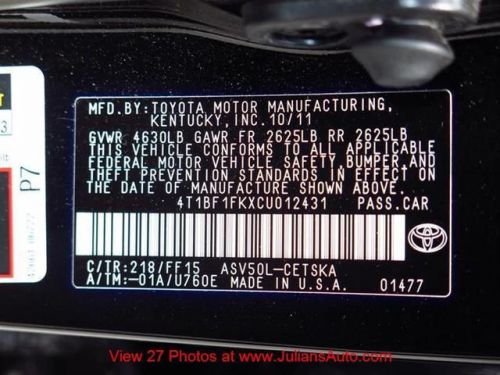 MFD.BY:TOYOTA MOTOR MANUFACTURING,
KENTUCKY, INC. 10/11
GVWR 4630LB GAWR FR 2625LB RR 2625LB
THIS VEHICLE CONFORMS TO ALL APPLICABLE
FEDERAL MOTOR VEHICLE SAFETY, BUMPER, AND
THEFT PREVENTION STANDARDS IN EFFECT ON
THE DATE OF MANUFACTURE SHOWN ABOVE.
4T1BF1FKXCU012431 PASS.CAR
C/TR:218/FF15 ASV50L-CETSKA
A/TM:-01A/U760E MADE IN U.S.A. 01477
P7
View 27 Photos at www.JuliansAuto.com